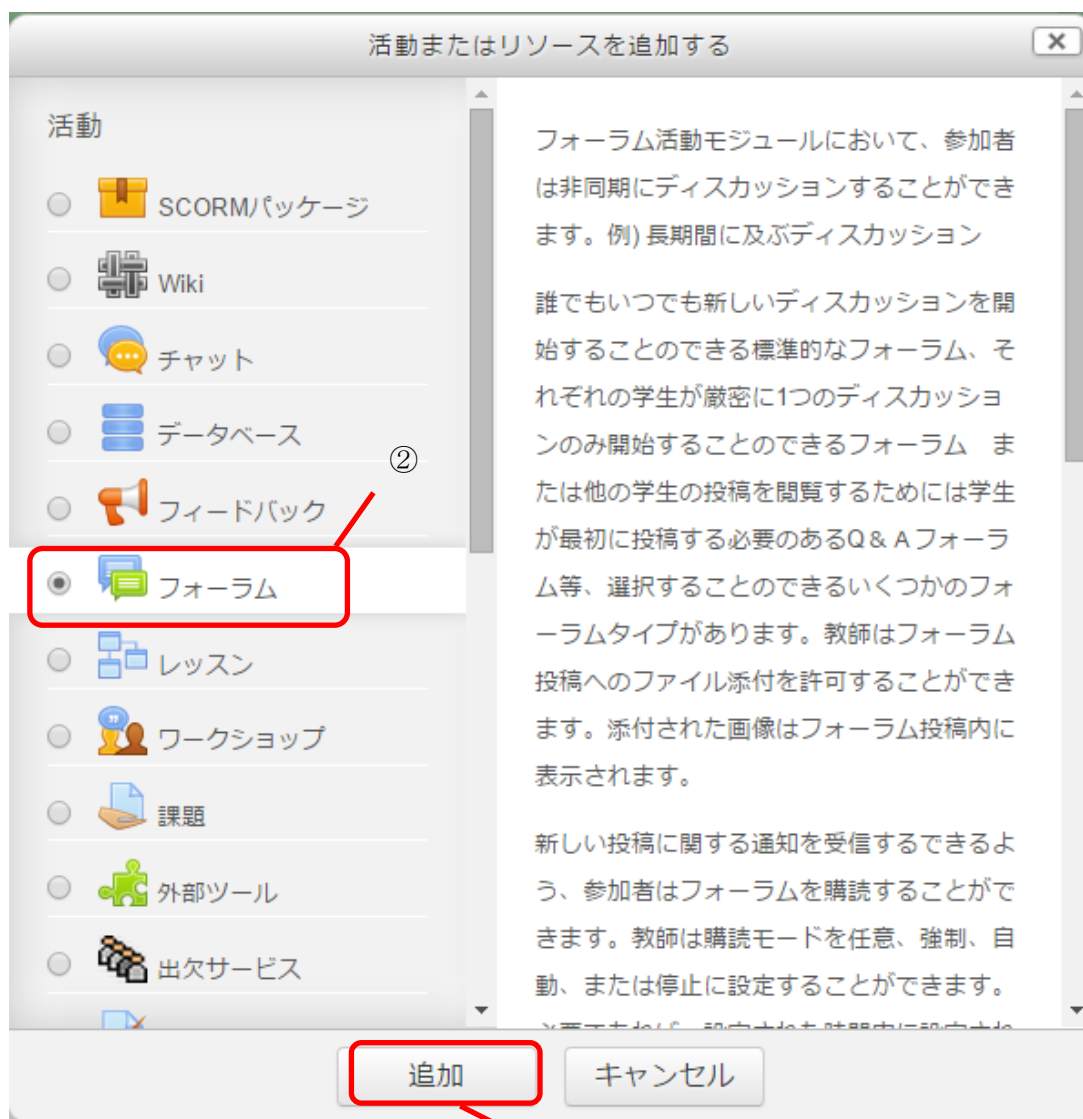 活動またはリソースを追加する
活動
SCORMパッケージ
Wiki
チャット
データベース
②
フィードバック
フォーラム
レッスン
ワークショップ
課題
外部ツール
出欠サービス
フォーラム活動モジュールにおいて、参加者
は非同期にディスカッションすることができ
ます。例) 長期間に及ぶディスカッション
誰でもいつでも新しいディスカッションを開
始することのできる標準的なフォーラム、そ
れぞれの学生が厳密に1つのディスカッショ
ンのみ開始することのできるフォーラム　ま
たは他の学生の投稿を閲覧するためには学生
が最初に投稿する必要のあるQ& Aフォーラ
ム等、選択することのできるいくつかのフォ
ーラムタイプがあります。教師はフォーラム
投稿へのファイル添付を許可することができ
ます。添付された画像はフォーラム投稿内に
表示されます。
新しい投稿に関する通知を受信するできるよ
う、参加者はフォーラムを購読することがで
きます。教師は購読モードを任意、強制、自
動、または停止に設定することができます。
追加
キャンセル